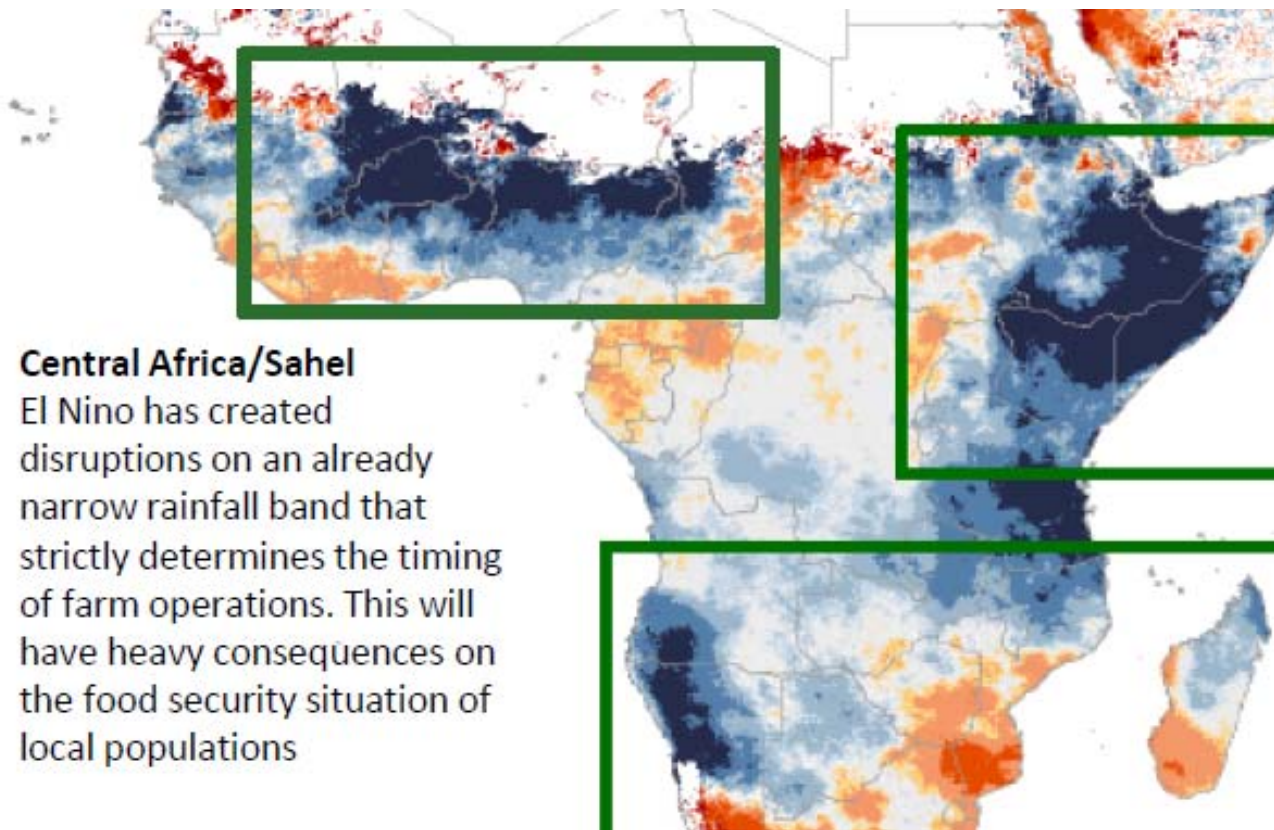 Central Africa/Sahel
El Nino has created
disruptions on an already
narrow rainfall band that
strictly determines the timing
of farm operations. This will
have heavy consequences on
the food security situation of
local populations